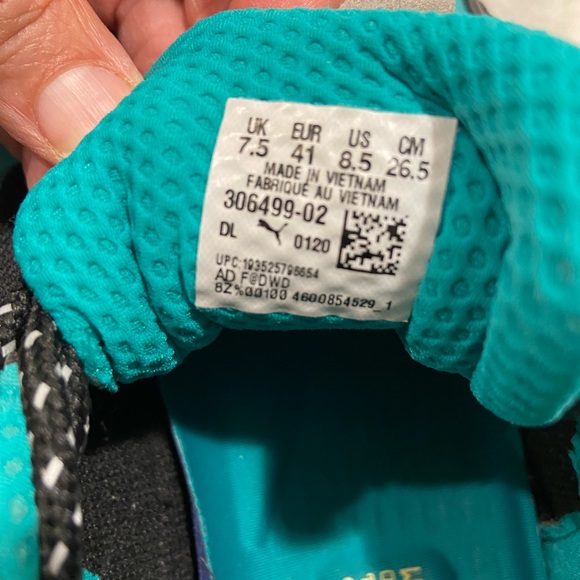 UK EUR US CM
7.5 41 8.5 26.5
MADE IN VIETNAM
FABRIQUÉ AU VIETNAM
306499-02
DL 0120
UPC:193525796654
AD F@DWD
8Z%00100 4600854529_1